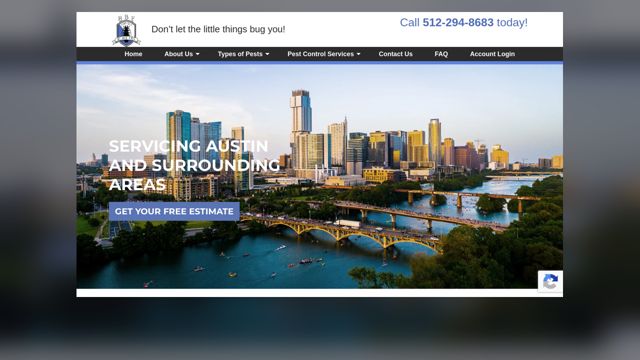 RBF
Don't let the little things bug you!
Call 512-294-8683 today!
Home About Us Types of Pests Pest Control Services Contact Us FAQ Account Login
SERVICING AUSTIN
AND SURROUNDING
AREAS
GET YOUR FREE ESTIMATE